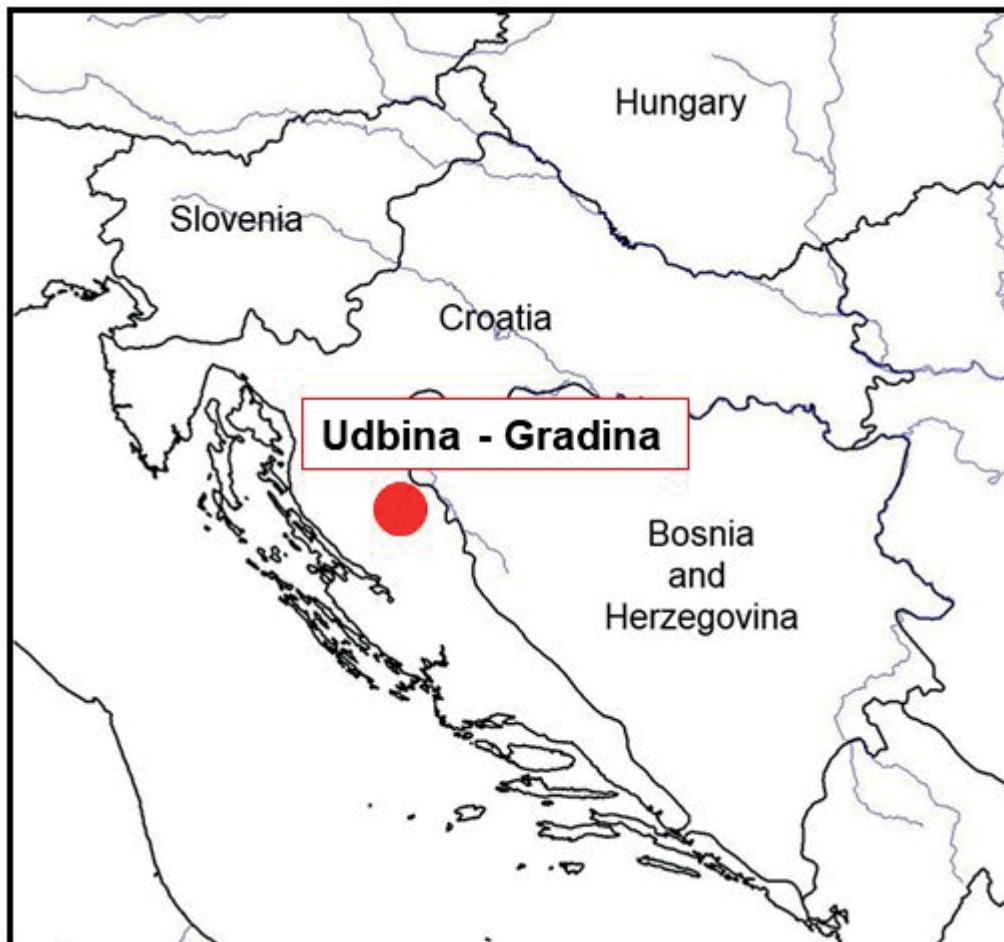 Hungary
Slovenia
Croatia
Udbina - Gradina
Bosnia
and
Herzegovina